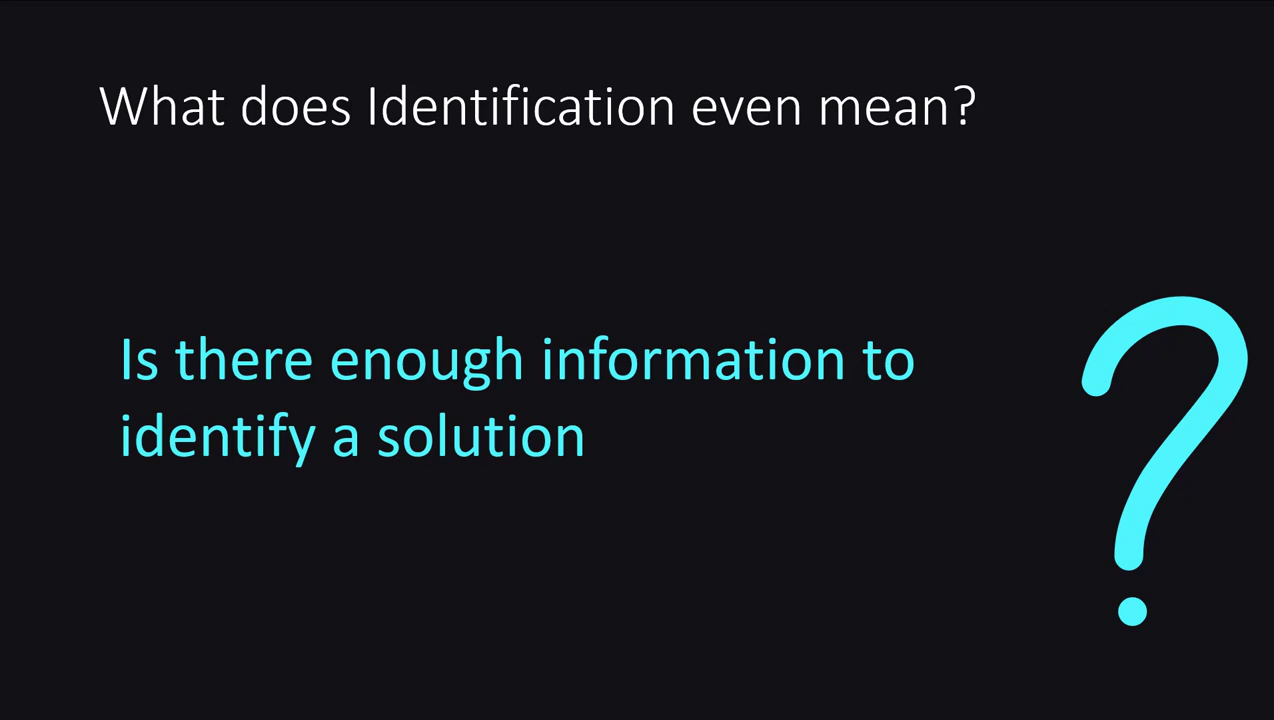 What does Identification even mean?
Is there enough information to
identify a solution
?